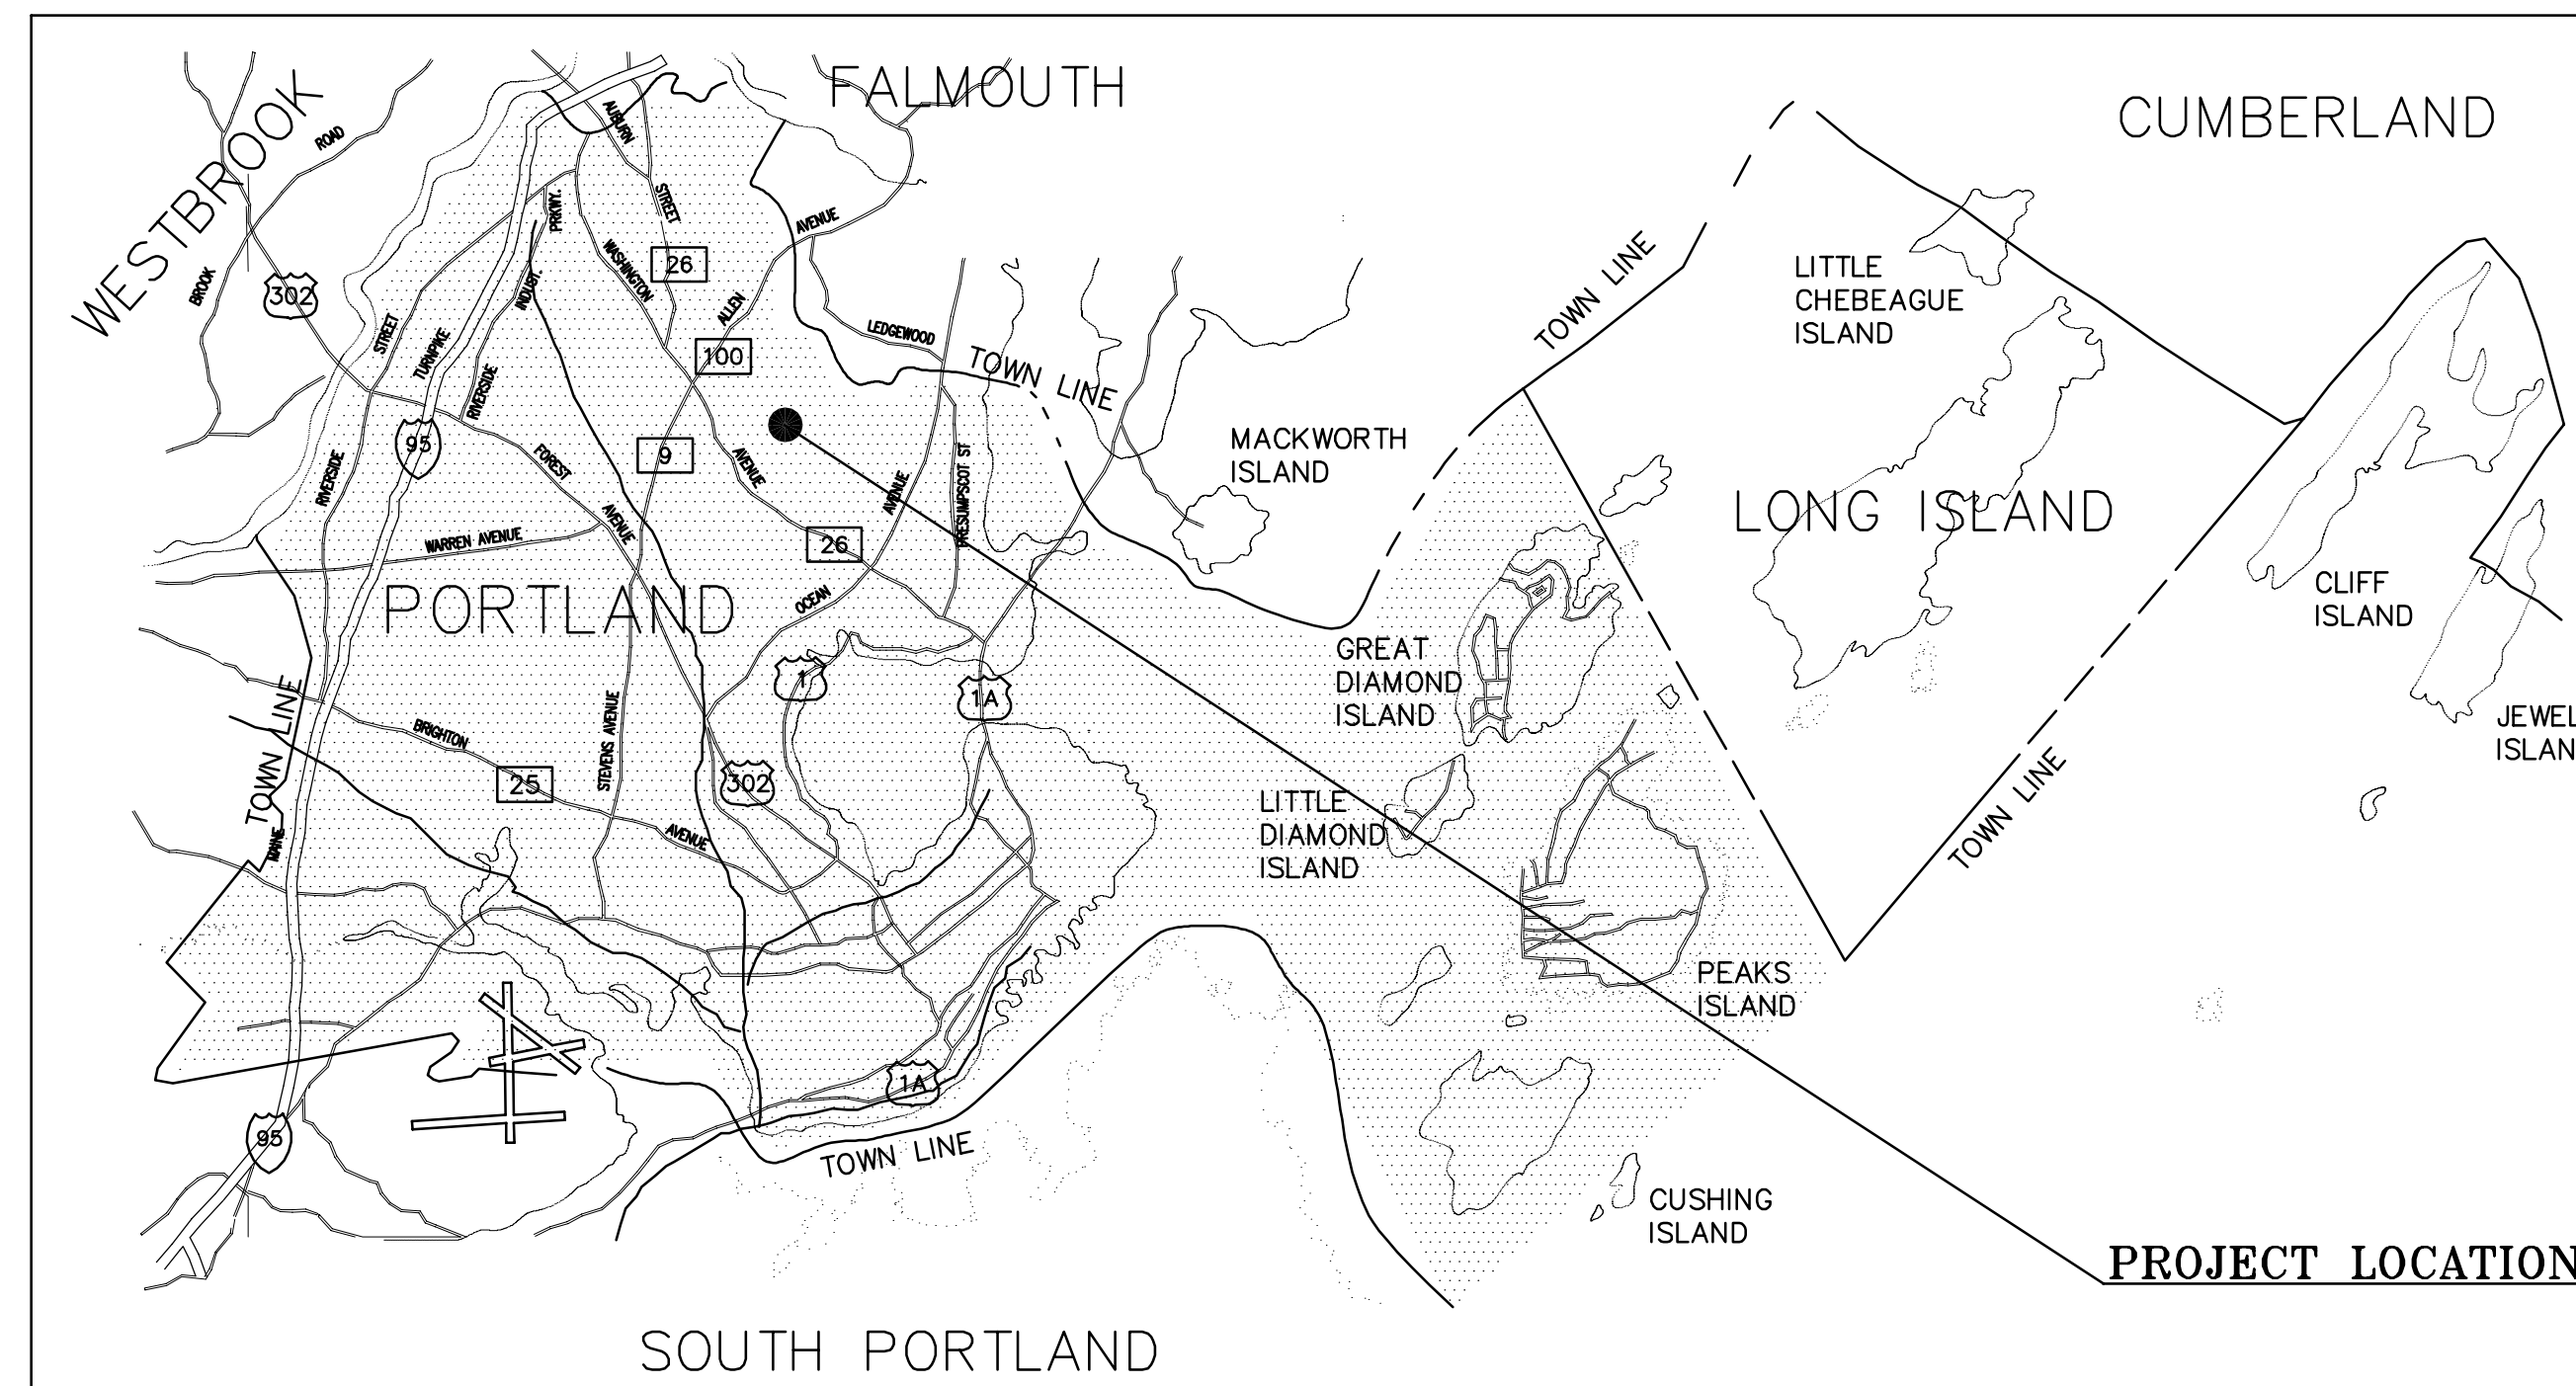 FALMOUTH
CUMBERLAND
WESTBROOK
ROAD
BROOK
302
AUBURN
STREET
PRKWY.
WASHINGTON
26
AVENUE
INDUST.
ALLEN
LEDGEWOOD
STREET
TURNPIKE
100
TOWN LINE
TOWN LINE
LITTLE
CHEBEAGUE
ISLAND
RIVERSIDE
95
9
FOREST
AVENUE
RIVERSIDE
AVENUE
PRESUMPSCOT ST
MACKWORTH
ISLAND
LONG ISLAND
WARREN AVENUE
AVENUE
26
PORTLAND
OCEAN
CLIFF
ISLAND
GREAT
DIAMOND
ISLAND
1
1A
TOWN LINE
BRIGHTON
STEVENS AVENUE
25
302
JEWEL
ISLAN
MAINE
AVENUE
LITTLE
DIAMOND
ISLAND
TOWN LINE
PEAKS
ISLAND
1A
95
TOWN LINE
CUSHING
ISLAND
PROJECT LOCATION
SOUTH PORTLAND